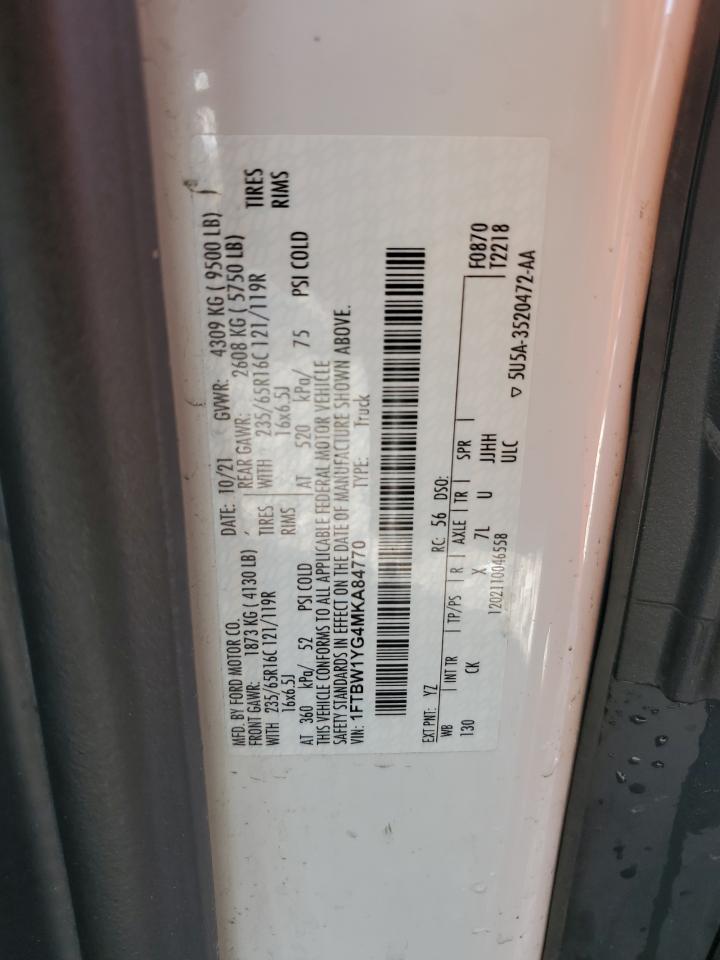 MFD. BY FORD MOTOR CO. DATE: 10/21 GVWR: 4309 KG ( 9500 LB)
FRONT GAWR: 1873 KG ( 4130 LB) REAR GAWR: 2608 KG ( 5750 LB)
WITH 235/65R16C 121/119R TIRES WITH 235/65R16C 121/119R TIRES
16x6.5J RIMS 16x6.5J RIMS
AT 360 kPa/ 52 PSI COLD AT 520 kPa/ 75 PSI COLD
THIS VEHICLE CONFORMS TO ALL APPLICABLE FEDERAL MOTOR VEHICLE
SAFETY STANDARDS IN EFFECT ON THE DATE OF MANUFACTURE SHOWN ABOVE.
VIN: 1FTBW1YG4MKA84770 TYPE: Truck
EXT PNT: YZ RC: 56 DSO:
WB INT TR TP/PS R AXLE TR SPR F0870
130 CK X 7L U JJHH T2218
1202110046558 ULC
▽ 5U5A-3520472-AA